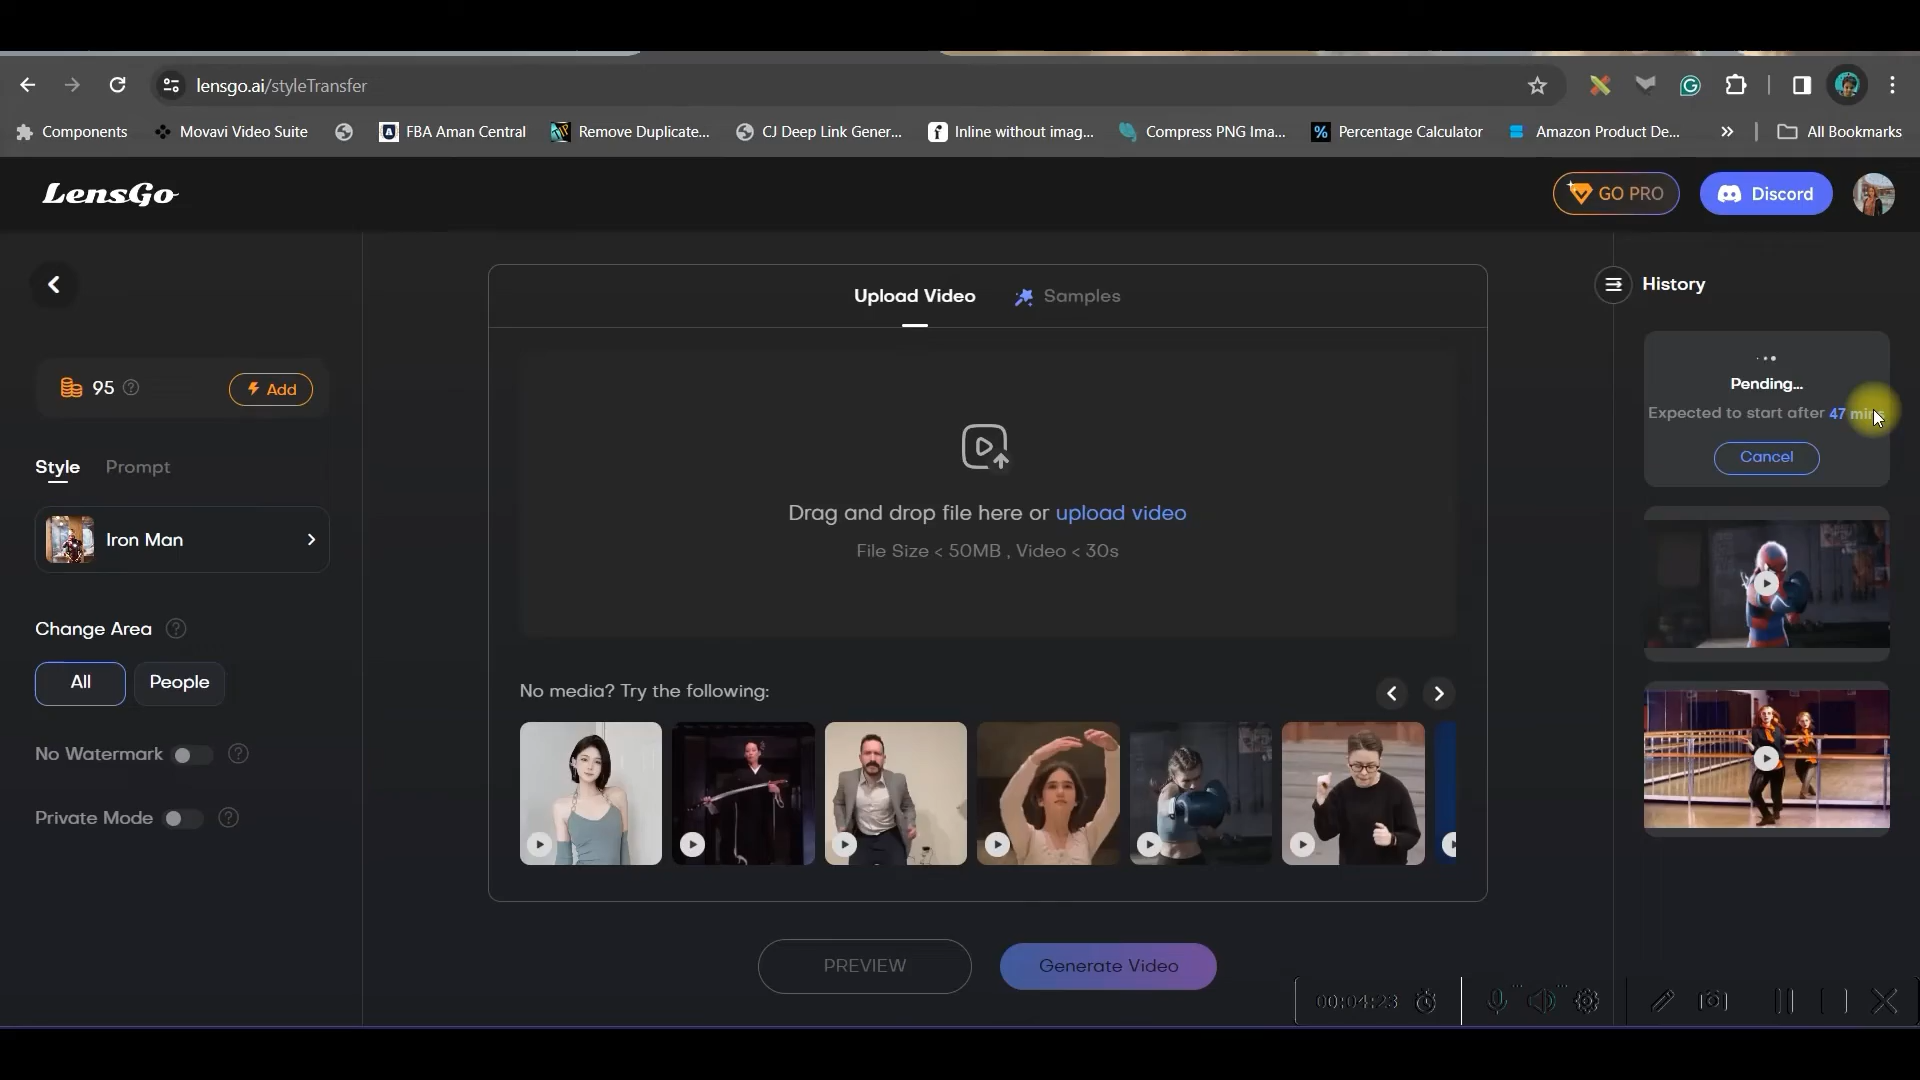 lensgo.ai/styleTransfer
Components
Movavi Video Suite
FBA Aman Central
Remove Duplicate...
CJ Deep Link Gener...
Inline without imag...
Compress PNG Ima...
Percentage Calculator
Amazon Product De...
All Bookmarks
LensGo
GO PRO
Discord
Upload Video
Samples
History
95
Add
Pending...
Expected to start after 47 mins
Cancel
Style
Prompt
Iron Man
Drag and drop file here or upload video
File Size < 50MB , Video < 30s
Change Area
All
People
No media? Try the following:
No Watermark
Private Mode
PREVIEW
Generate Video
00:04:23